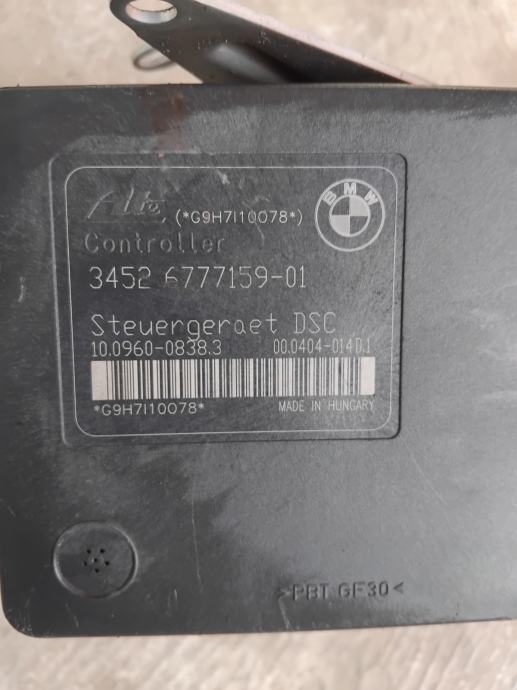 Ate (*G9H7I10078*)
BMW
Controller
3452 6777159-01
Steuergeraet DSC
10.0960-0838.3 00.0404-014D.1
*G9H7I10078* MADE IN HUNGARY
>PBT GF30<